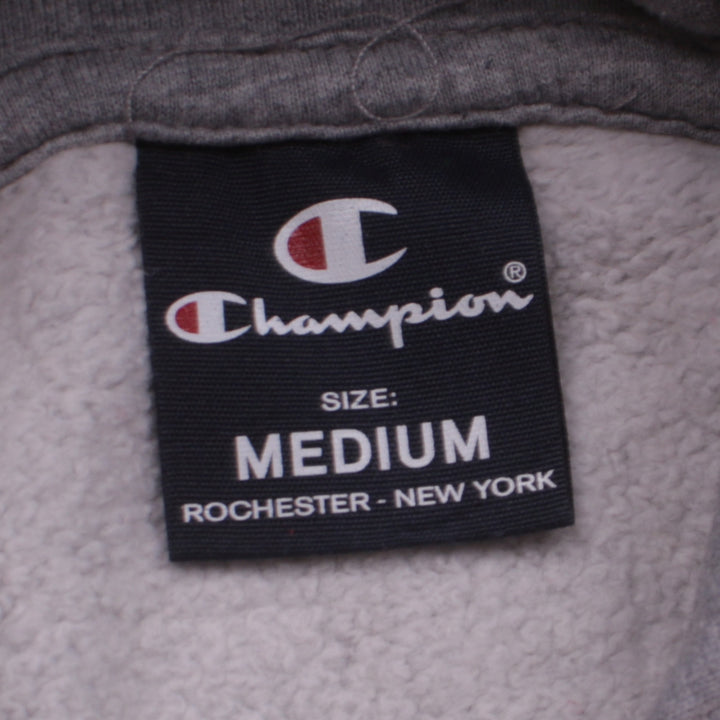 Champion®
SIZE:
MEDIUM
ROCHESTER - NEW YORK